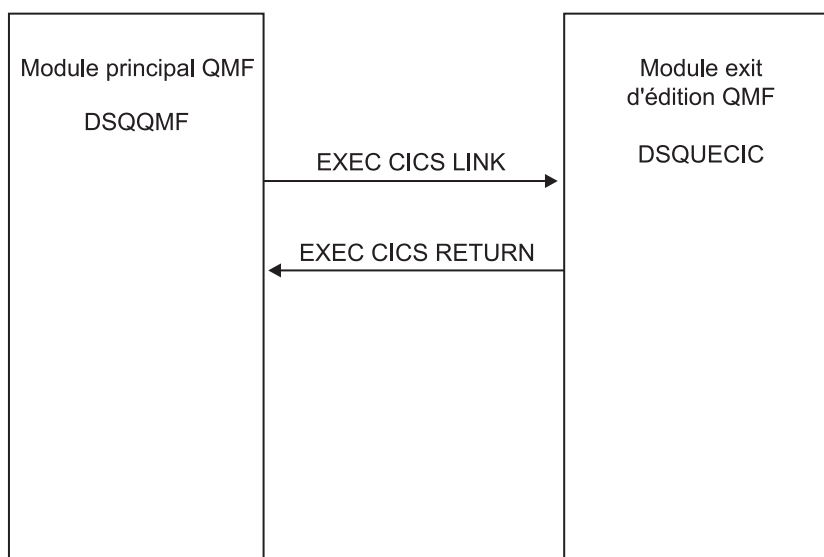 Module principal QMF
DSQQMF
EXEC CICS LINK
EXEC CICS RETURN
Module exit
d'édition QMF
DSQUECIC